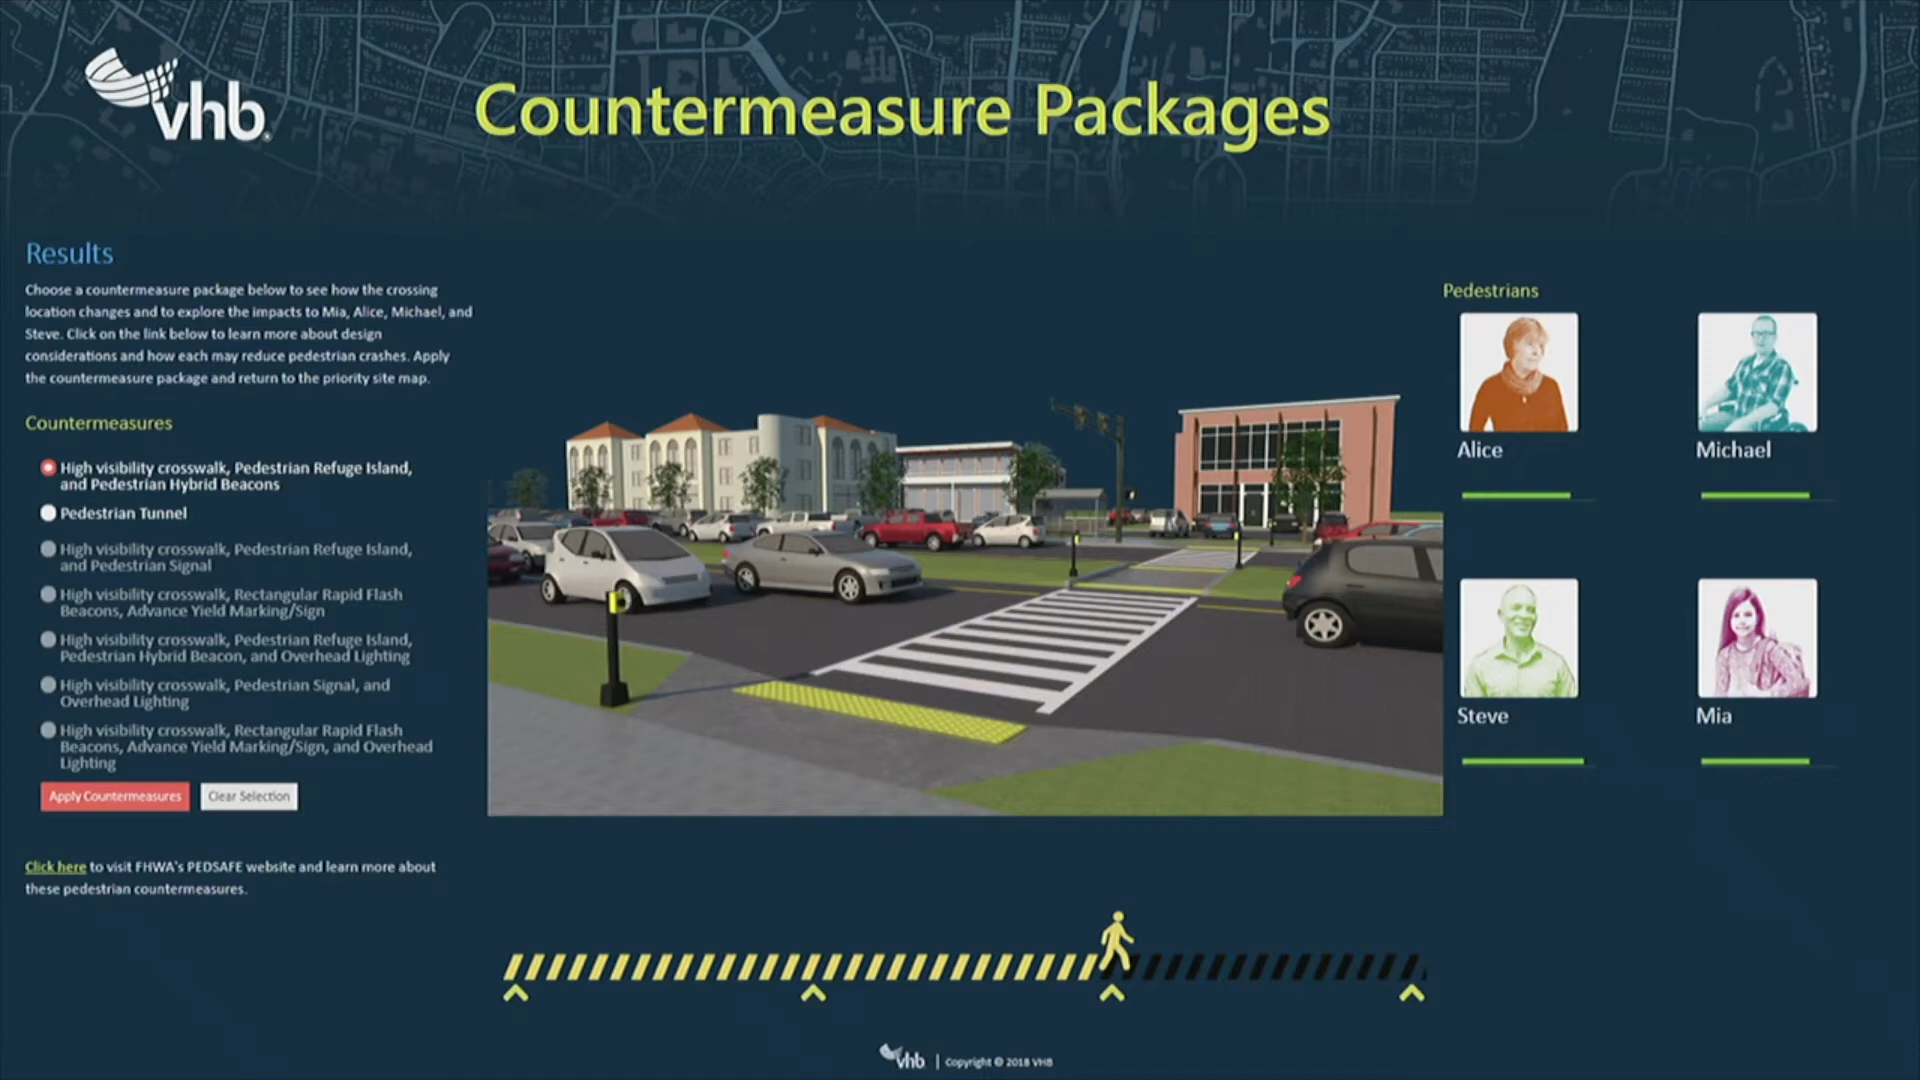 vhb
Countermeasure Packages
Results
Choose a countermeasure package below to see how the crossing
location changes and to explore the impacts to Mia, Alice, Michael, and
Steve. Click on the link below to learn more about design
considerations and how each may reduce pedestrian crashes. Apply
the countermeasure package and return to the priority site map.
Countermeasures
High visibility crosswalk, Pedestrian Refuge Island,
and Pedestrian Hybrid Beacons
Pedestrian Tunnel
High visibility crosswalk, Pedestrian Refuge Island,
and Pedestrian Signal
High visibility crosswalk, Rectangular Rapid Flash
Beacons, Advance Yield Marking/Sign
High visibility crosswalk, Pedestrian Refuge Island,
Pedestrian Hybrid Beacon, and Overhead Lighting
High visibility crosswalk, Pedestrian Signal, and
Overhead Lighting
High visibility crosswalk, Rectangular Rapid Flash
Beacons, Advance Yield Marking/Sign, and Overhead
Lighting
Apply Countermeasures
Clear Selection
Click here to visit FHWA's PEDSAFE website and learn more about
these pedestrian countermeasures.
Pedestrians
Alice
Michael
Steve
Mia
vhb | Copyright © 2018 VHB